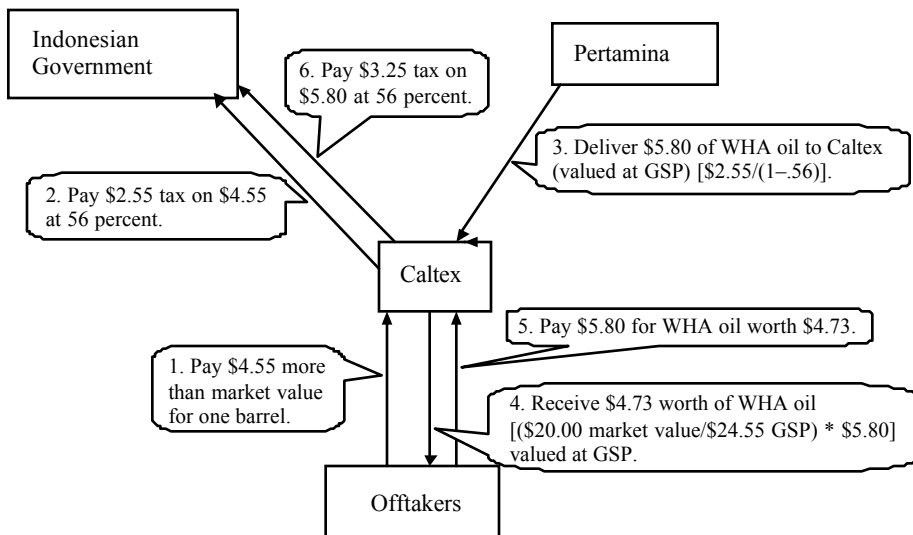 Indonesian
Government
Pertamina
6. Pay $3.25 tax on
$5.80 at 56 percent.
3. Deliver $5.80 of WHA oil to Caltex
(valued at GSP) [$2.55/(1–.56)].
2. Pay $2.55 tax on $4.55
at 56 percent.
Caltex
5. Pay $5.80 for WHA oil worth $4.73.
1. Pay $4.55 more
than market value
for one barrel.
4. Receive $4.73 worth of WHA oil
[($20.00 market value/$24.55 GSP) * $5.80]
valued at GSP.
Offtakers